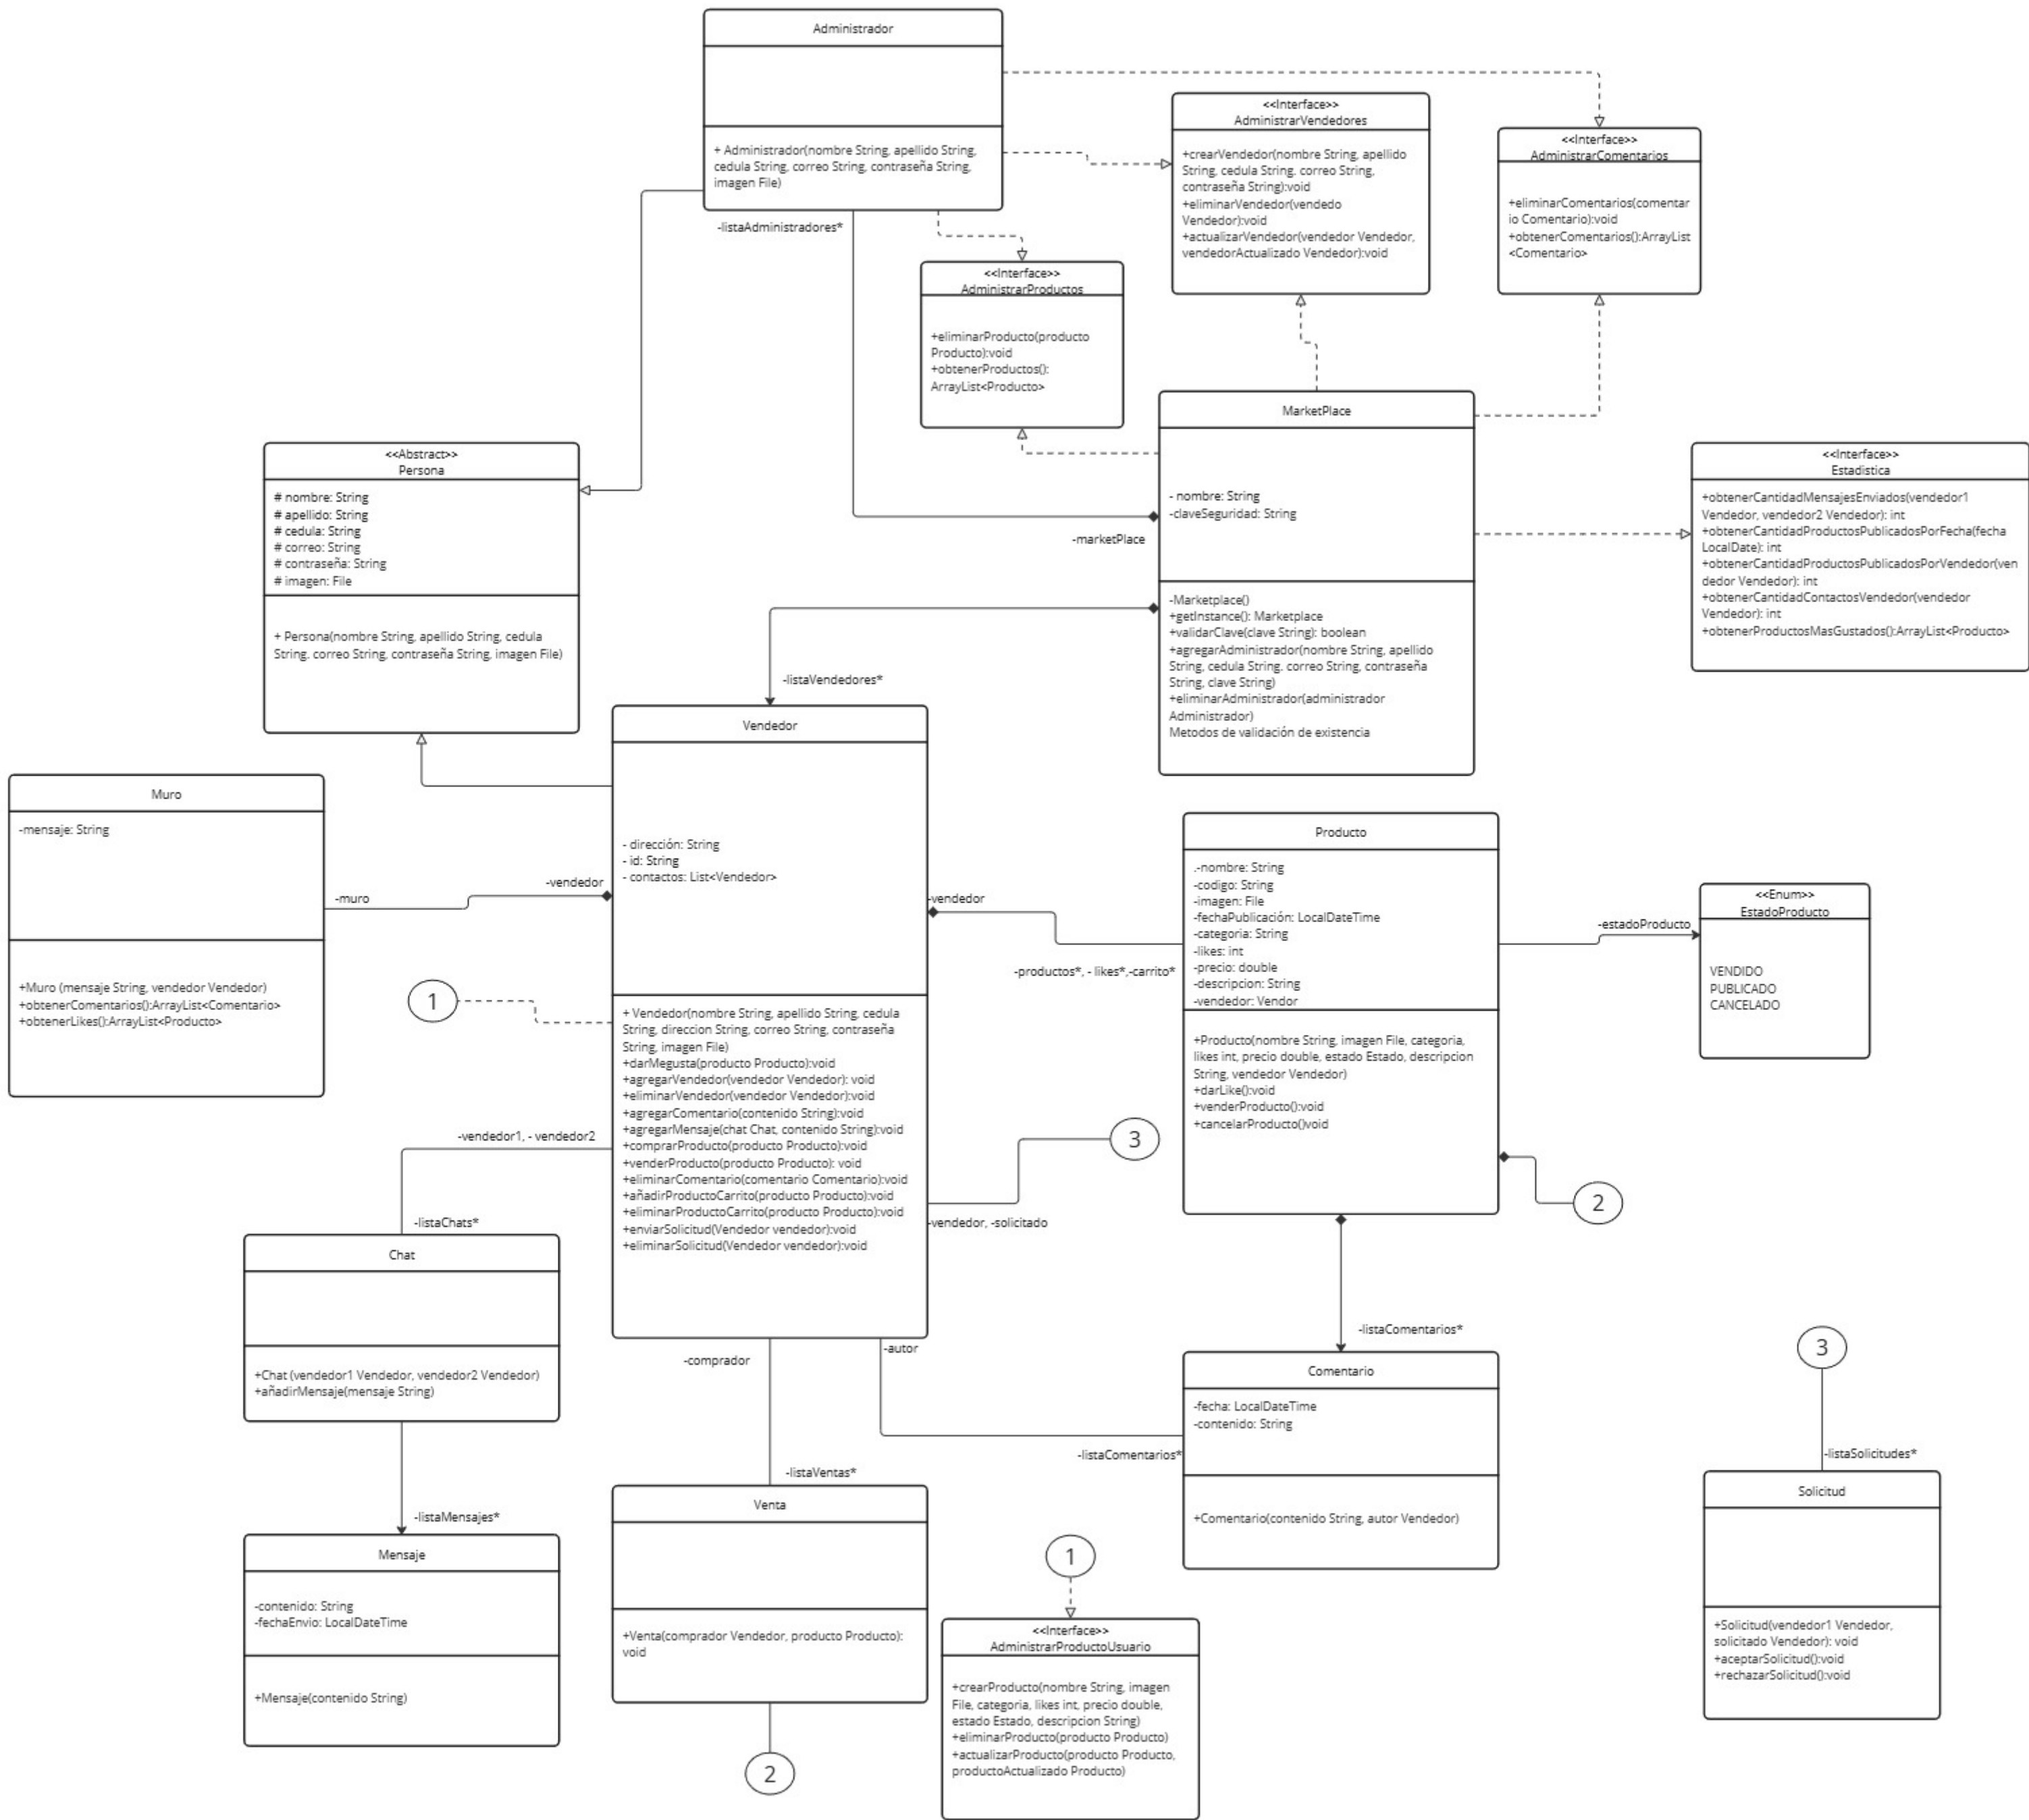 Administrador
+ Administrador(nombre String, apellido String,
cedula String, correo String, contraseña String,
imagen File)
-listaAdministradores*
<<Interface>>
AdministrarVendedores
+crearVendedor(nombre String, apellido
String, cedula String. correo String,
contraseña String):void
+eliminarVendedor(vendedo
Vendedor):void
+actualizarVendedor(vendedor Vendedor,
vendedorActualizado Vendedor):void
<<Interface>>
AdministrarComentarios
+eliminarComentarios(comentar
io Comentario):void
+obtenerComentarios():ArrayList
<Comentario>
<<Interface>>
AdministrarProductos
+eliminarProducto(producto
Producto):void
+obtenerProductos():
ArrayList<Producto>
MarketPlace
- nombre: String
-claveSeguridad: String
-marketPlace
-Marketplace()
+getInstance(): Marketplace
+validarClave(clave String): boolean
+agregarAdministrador(nombre String, apellido
String, cedula String. correo String, contraseña
String, clave String)
+eliminarAdministrador(administrador
Administrador)
Metodos de validación de existencia
<<Interface>>
Estadistica
+obtenerCantidadMensajesEnviados(vendedor1
Vendedor, vendedor2 Vendedor): int
+obtenerCantidadProductosPublicadosPorFecha(fecha
LocalDate): int
+obtenerCantidadProductosPublicadosPorVendedor(ven
dedor Vendedor): int
+obtenerCantidadContactosVendedor(vendedor
Vendedor): int
+obtenerProductosMasGustados():ArrayList<Producto>
<<Abstract>>
Persona
# nombre: String
# apellido: String
# cedula: String
# correo: String
# contraseña: String
# imagen: File
+ Persona(nombre String, apellido String, cedula
String. correo String, contraseña String, imagen File)
-listaVendedores*
Vendedor
- dirección: String
- id: String
- contactos: List<Vendedor>
+ Vendedor(nombre String, apellido String, cedula
String, direccion String, correo String, contraseña
String, imagen File)
+darMegusta(producto Producto):void
+agregarVendedor(vendedor Vendedor): void
+eliminarVendedor(vendedor Vendedor):void
+agregarComentario(contenido String):void
+agregarMensaje(chat Chat, contenido String):void
+comprarProducto(producto Producto):void
+venderProducto(producto Producto): void
+eliminarComentario(comentario Comentario):void
+añadirProductoCarrito(producto Producto):void
+eliminarProductoCarrito(producto Producto):void
+enviarSolicitud(Vendedor vendedor):void
+eliminarSolicitud(Vendedor vendedor):void
Muro
-mensaje: String
+Muro (mensaje String, vendedor Vendedor)
+obtenerComentarios():ArrayList<Comentario>
+obtenerLikes():ArrayList<Producto>
-muro
-vendedor
1
-vendedor
-productos*, - likes*,-carrito*
Producto
.-nombre: String
-codigo: String
-imagen: File
-fechaPublicación: LocalDateTime
-categoria: String
-likes: int
-precio: double
-descripcion: String
-vendedor: Vendor
+Producto(nombre String, imagen File, categoria,
likes int, precio double, estado Estado, descripcion
String, vendedor Vendedor)
+darLike():void
+venderProducto():void
+cancelarProducto()void
-estadoProducto
<<Enum>>
EstadoProducto
VENDIDO
PUBLICADO
CANCELADO
3
-vendedor, -solicitado
2
-vendedor1, - vendedor2
-listaChats*
Chat
+Chat (vendedor1 Vendedor, vendedor2 Vendedor)
+añadirMensaje(mensaje String)
-listaMensajes*
Mensaje
-contenido: String
-fechaEnvio: LocalDateTime
+Mensaje(contenido String)
-comprador
-listaVentas*
Venta
+Venta(comprador Vendedor, producto Producto):
void
2
-autor
-listaComentarios*
-listaComentarios*
Comentario
-fecha: LocalDateTime
-contenido: String
+Comentario(contenido String, autor Vendedor)
1
<<Interface>>
AdministrarProductoUsuario
+crearProducto(nombre String, imagen
File, categoria, likes int, precio double,
estado Estado, descripcion String)
+eliminarProducto(producto Producto)
+actualizarProducto(producto Producto,
productoActualizado Producto)
3
-listaSolicitudes*
Solicitud
+Solicitud(vendedor1 Vendedor,
solicitado Vendedor): void
+aceptarSolicitud():void
+rechazarSolicitud():void